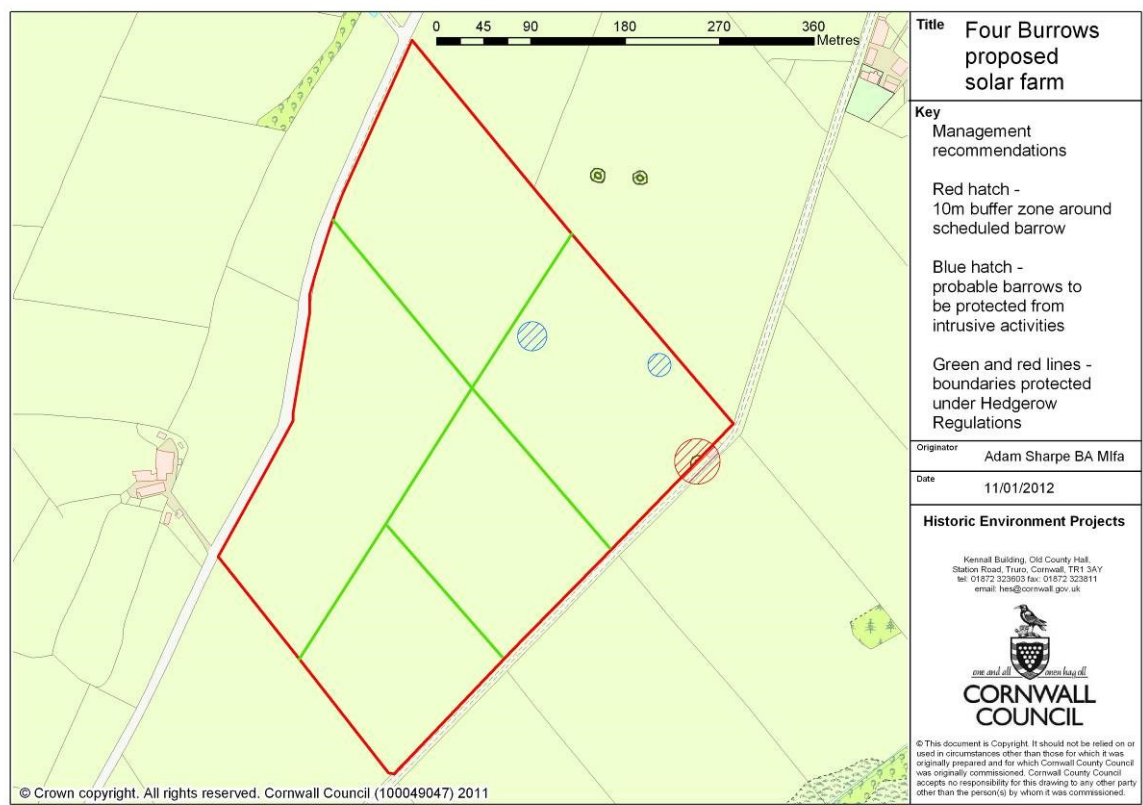 0 45 90 180 270 360
Metres
© Crown copyright. All rights reserved. Cornwall Council (100049047) 2011
Title
Four Burrows
proposed
solar farm
Key
Management
recommendations
Red hatch -
10m buffer zone around
scheduled barrow
Blue hatch -
probable barrows to
be protected from
intrusive activities
Green and red lines -
boundaries protected
under Hedgerow
Regulations
Originator
Adam Sharpe BA MIfa
Date
11/01/2012
Historic Environment Projects
Kennall Building, Old County Hall,
Station Road, Truro, Cornwall, TR1 3AY
tel: 01872 323603 fax: 01872 323811
email: hes@cornwall.gov.uk
one and all onen hag oll
CORNWALL
COUNCIL
© This document is Copyright. It should not be relied on or
used in circumstances other than those for which it was
originally prepared and for which Cornwall County Council
was originally commissioned. Cornwall County Council
accepts no responsibility for this drawing to any other party
other than the person(s) by whom it was commissioned.